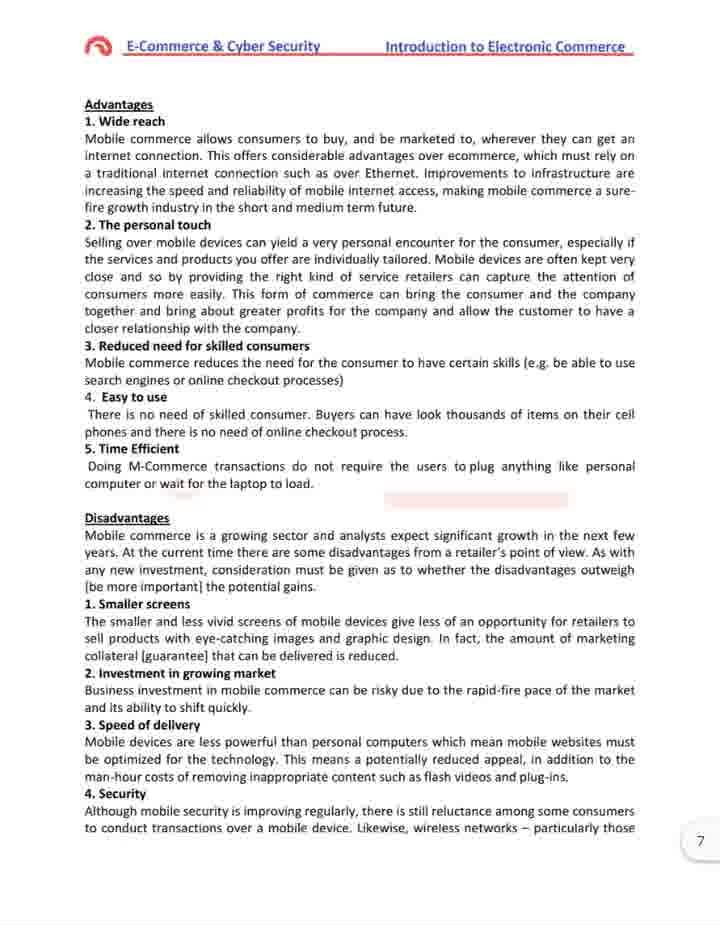 E-Commerce & Cyber Security Introduction to Electronic Commerce
Advantages
1. Wide reach
Mobile commerce allows consumers to buy, and be marketed to, wherever they can get an
internet connection. This offers considerable advantages over ecommerce, which must rely on
a traditional internet connection such as over Ethernet. Improvements to infrastructure are
increasing the speed and reliability of mobile internet access, making mobile commerce a sure-
fire growth industry in the short and medium term future.
2. The personal touch
Selling over mobile devices can yield a very personal encounter for the consumer, especially if
the services and products you offer are individually tailored. Mobile devices are often kept very
close and so by providing the right kind of service retailers can capture the attention of
consumers more easily. This form of commerce can bring the consumer and the company
together and bring about greater profits for the company and allow the customer to have a
closer relationship with the company.
3. Reduced need for skilled consumers
Mobile commerce reduces the need for the consumer to have certain skills (e.g. be able to use
search engines or online checkout processes)
4. Easy to use
There is no need of skilled consumer. Buyers can have look thousands of items on their cell
phones and there is no need of online checkout process.
5. Time Efficient
Doing M-Commerce transactions do not require the users to plug anything like personal
computer or wait for the laptop to load.
Disadvantages
Mobile commerce is a growing sector and analysts expect significant growth in the next few
years. At the current time there are some disadvantages from a retailer's point of view. As with
any new investment, consideration must be given as to whether the disadvantages outweigh
[be more important] the potential gains.
1. Smaller screens
The smaller and less vivid screens of mobile devices give less of an opportunity for retailers to
sell products with eye-catching images and graphic design. In fact, the amount of marketing
collateral [guarantee] that can be delivered is reduced.
2. Investment in growing market
Business investment in mobile commerce can be risky due to the rapid-fire pace of the market
and its ability to shift quickly.
3. Speed of delivery
Mobile devices are less powerful than personal computers which mean mobile websites must
be optimized for the technology. This means a potentially reduced appeal, in addition to the
man-hour costs of removing inappropriate content such as flash videos and plug-ins.
4. Security
Although mobile security is improving regularly, there is still reluctance among some consumers
to conduct transactions over a mobile device. Likewise, wireless networks – particularly those
7